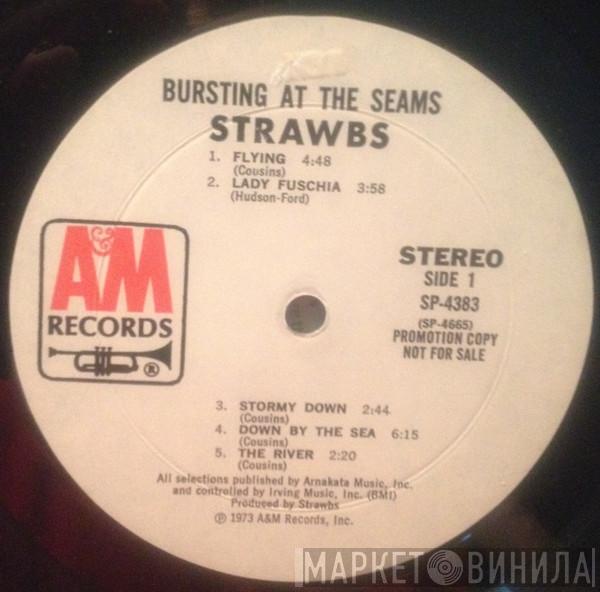 BURSTING AT THE SEAMS
STRAWBS
1. FLYING 4:48
(Cousins)
2. LADY FUSCHIA 3:58
(Hudson-Ford)
A&M
RECORDS
®
STEREO
SIDE 1
SP-4383
(SP-4665)
PROMOTION COPY
NOT FOR SALE
3. STORMY DOWN 2:44
(Cousins)
4. DOWN BY THE SEA 6:15
(Cousins)
5. THE RIVER 2:20
(Cousins)
All selections published by Arnakata Music, Inc.
and controlled by Irving Music, Inc. (BMI)
Produced by Strawbs
℗ 1973 A&M Records, Inc.
МАРКЕТ ВИНИЛА